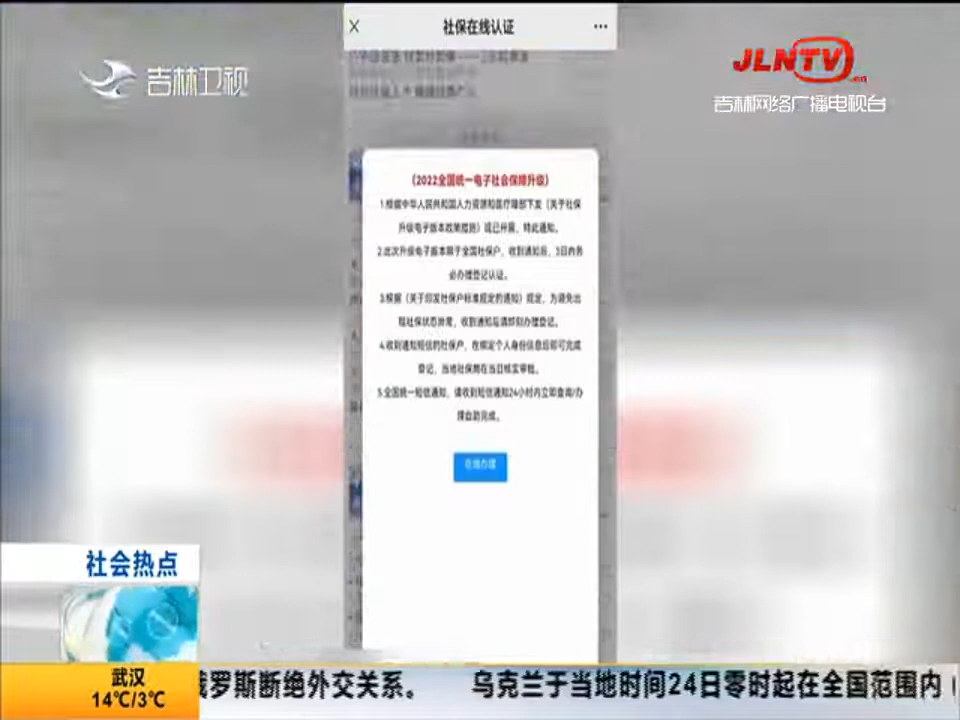 社保在线认证
吉林卫视
JLNTV.cn
吉林网络广播电视台
(2022全国统一电子社会保障升级)
1.根据中华人民共和国人力资源和医疗障部下发《关于社保
升级电子版本政策措施》现已开展，特此通知。
2.此次升级电子版本限于全国社保户，收到通知后，3日内务
必办理登记认证。
3.根据《关于印发社保户标准规定的通知》规定，为避免出
现社保状态异常，收到通知后请即刻办理登记。
4.收到通知短信的社保户，在绑定个人身份信息后即可完成
登记，当地社保局在当日核实审批。
5.全国统一短信通知，请收到短信通知24小时内立即查询/办
理自助完成。
在线办理
社会热点
武汉
14℃/3℃
俄罗斯断绝外交关系。 乌克兰于当地时间24日零时起在全国范围内